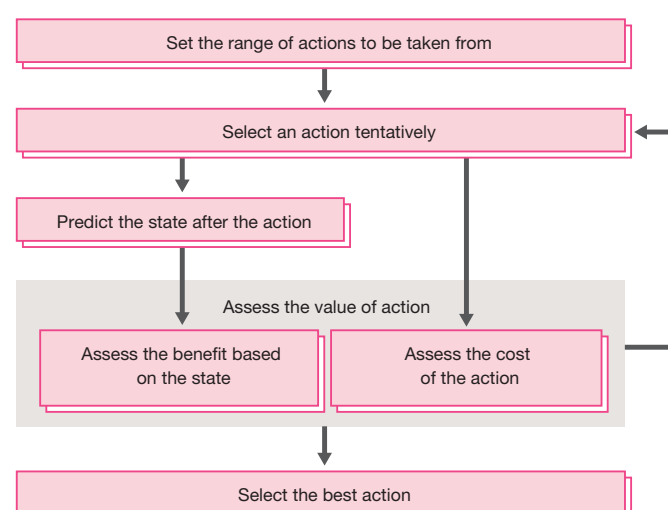 Set the range of actions to be taken from
Select an action tentatively
Predict the state after the action
Assess the value of action
Assess the benefit based
on the state
Assess the cost
of the action
Select the best action